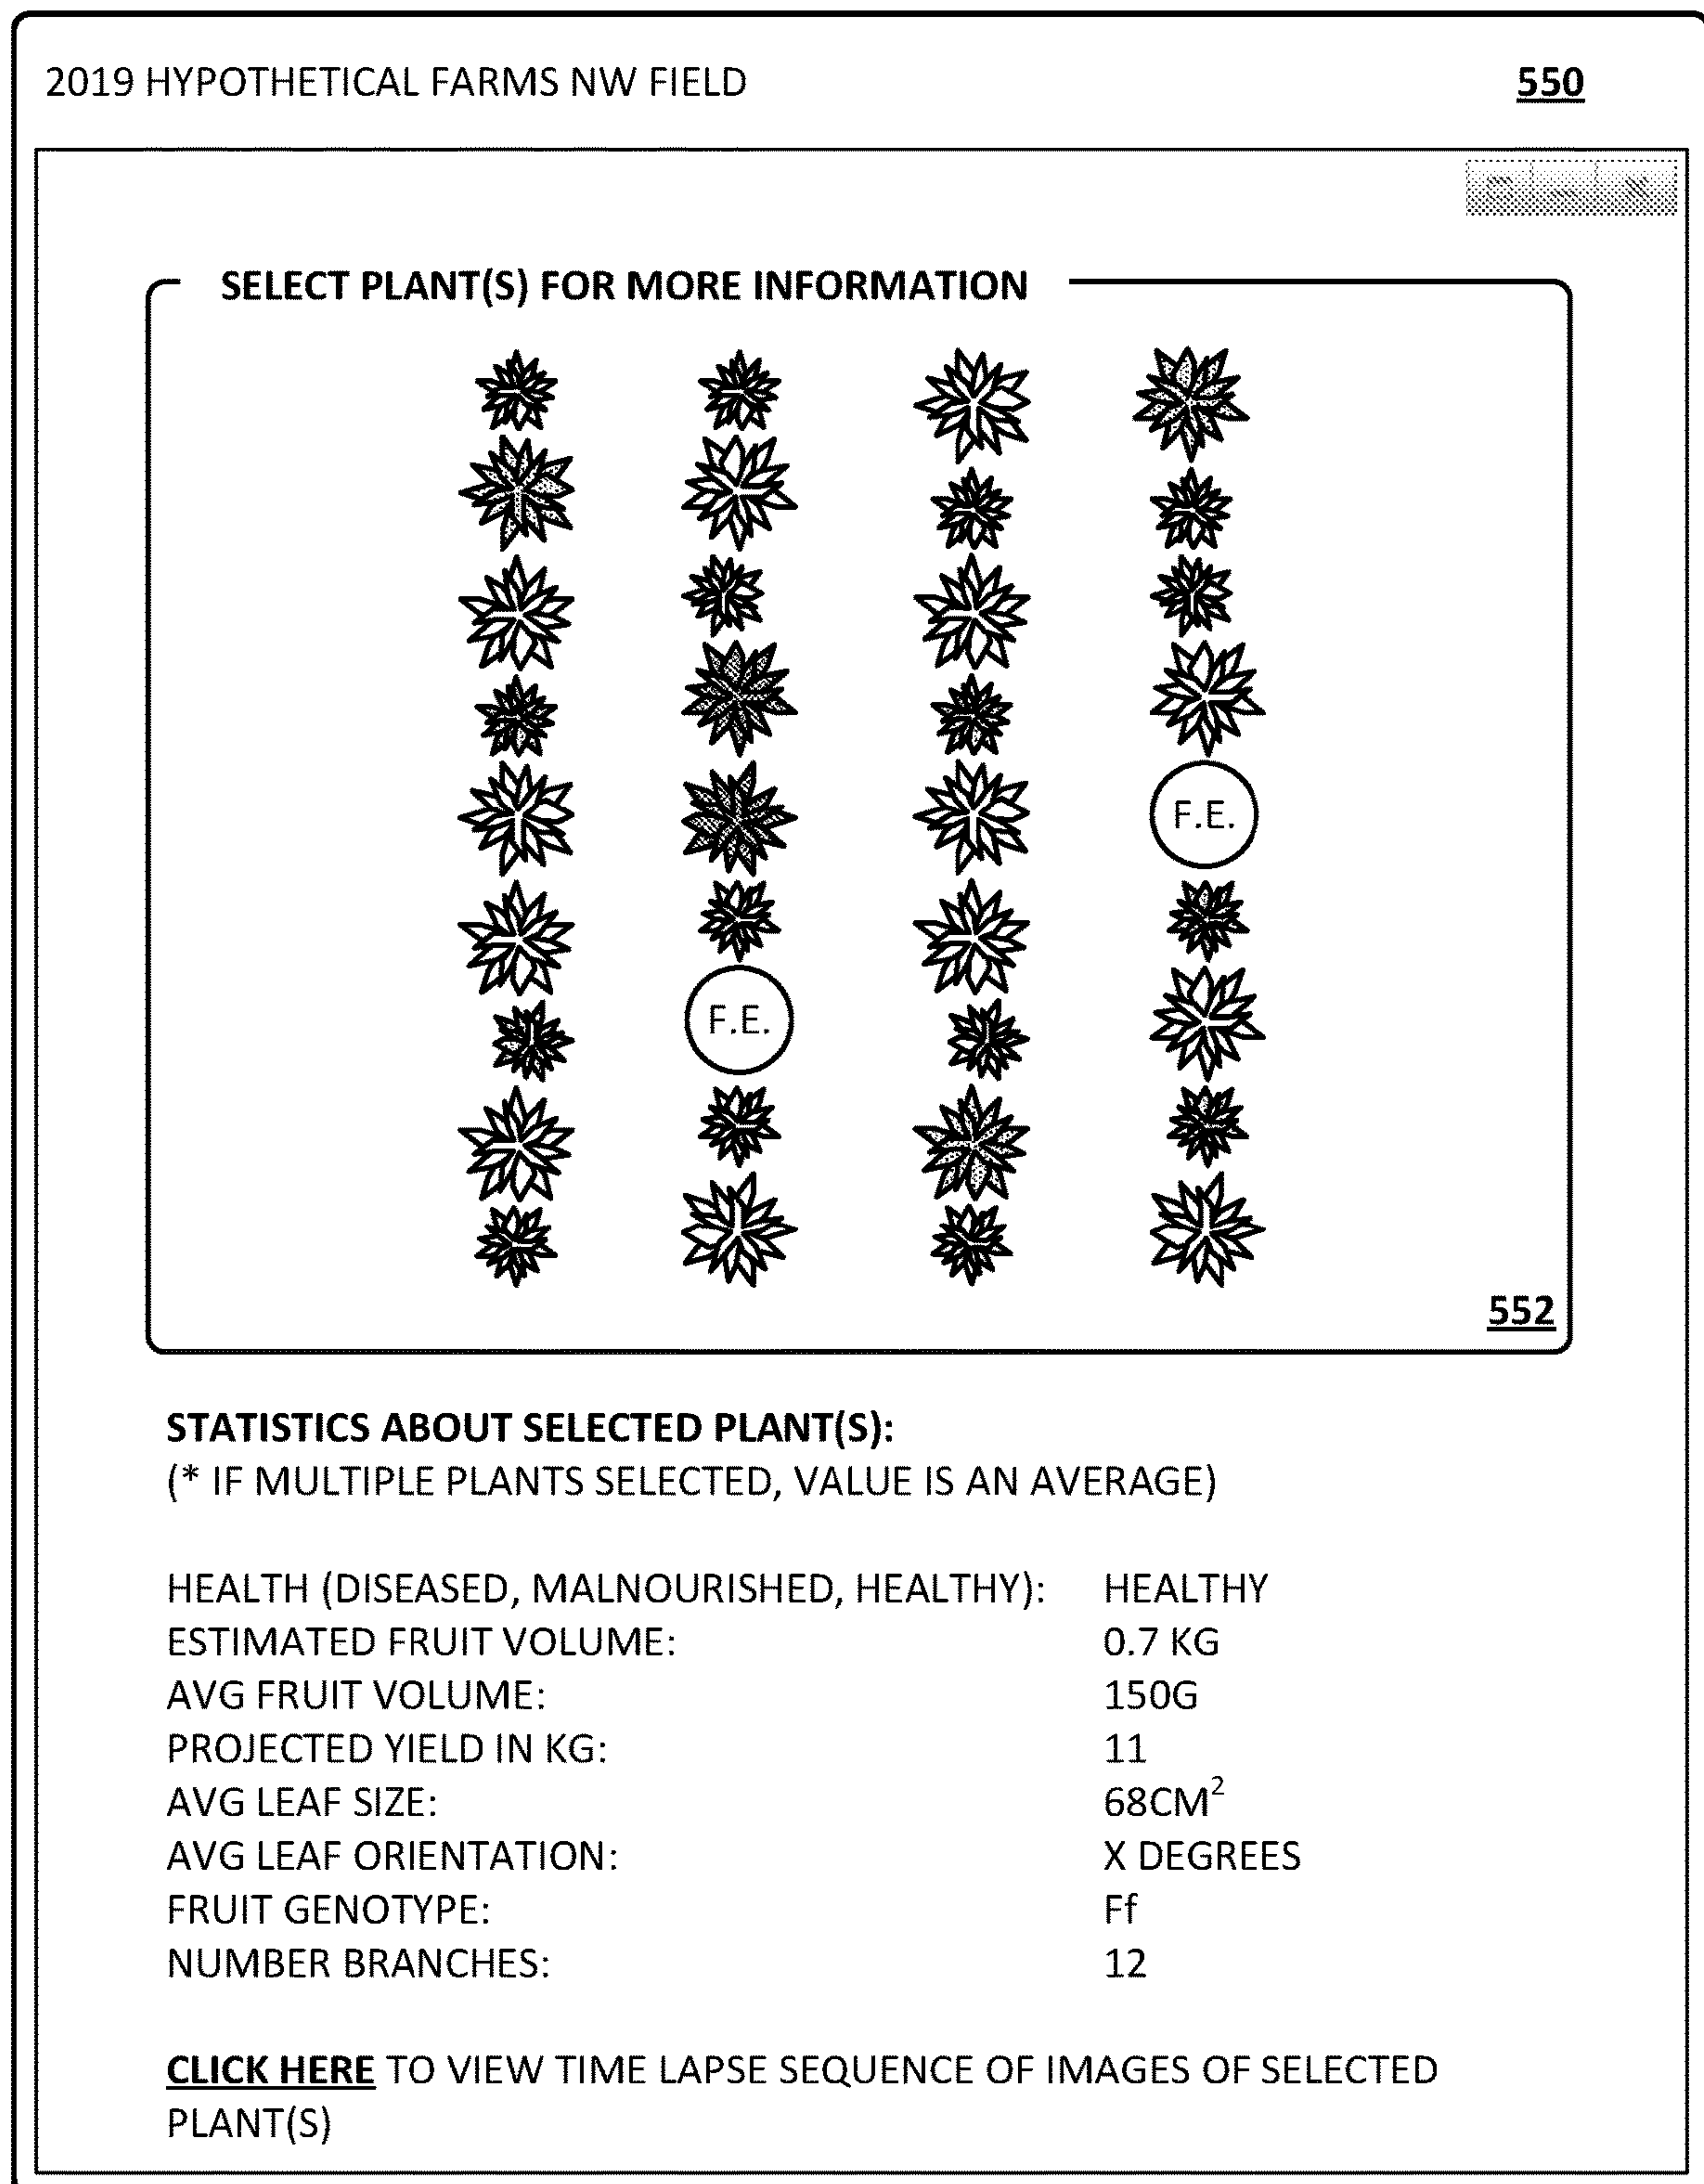 2019 HYPOTHETICAL FARMS NW FIELD 550
SELECT PLANT(S) FOR MORE INFORMATION
F.E.
F.E.
552
STATISTICS ABOUT SELECTED PLANT(S):
(* IF MULTIPLE PLANTS SELECTED, VALUE IS AN AVERAGE)
HEALTH (DISEASED, MALNOURISHED, HEALTHY): HEALTHY
ESTIMATED FRUIT VOLUME: 0.7 KG
AVG FRUIT VOLUME: 150G
PROJECTED YIELD IN KG: 11
AVG LEAF SIZE: 68CM²
AVG LEAF ORIENTATION: X DEGREES
FRUIT GENOTYPE: Ff
NUMBER BRANCHES: 12
CLICK HERE TO VIEW TIME LAPSE SEQUENCE OF IMAGES OF SELECTED
PLANT(S)